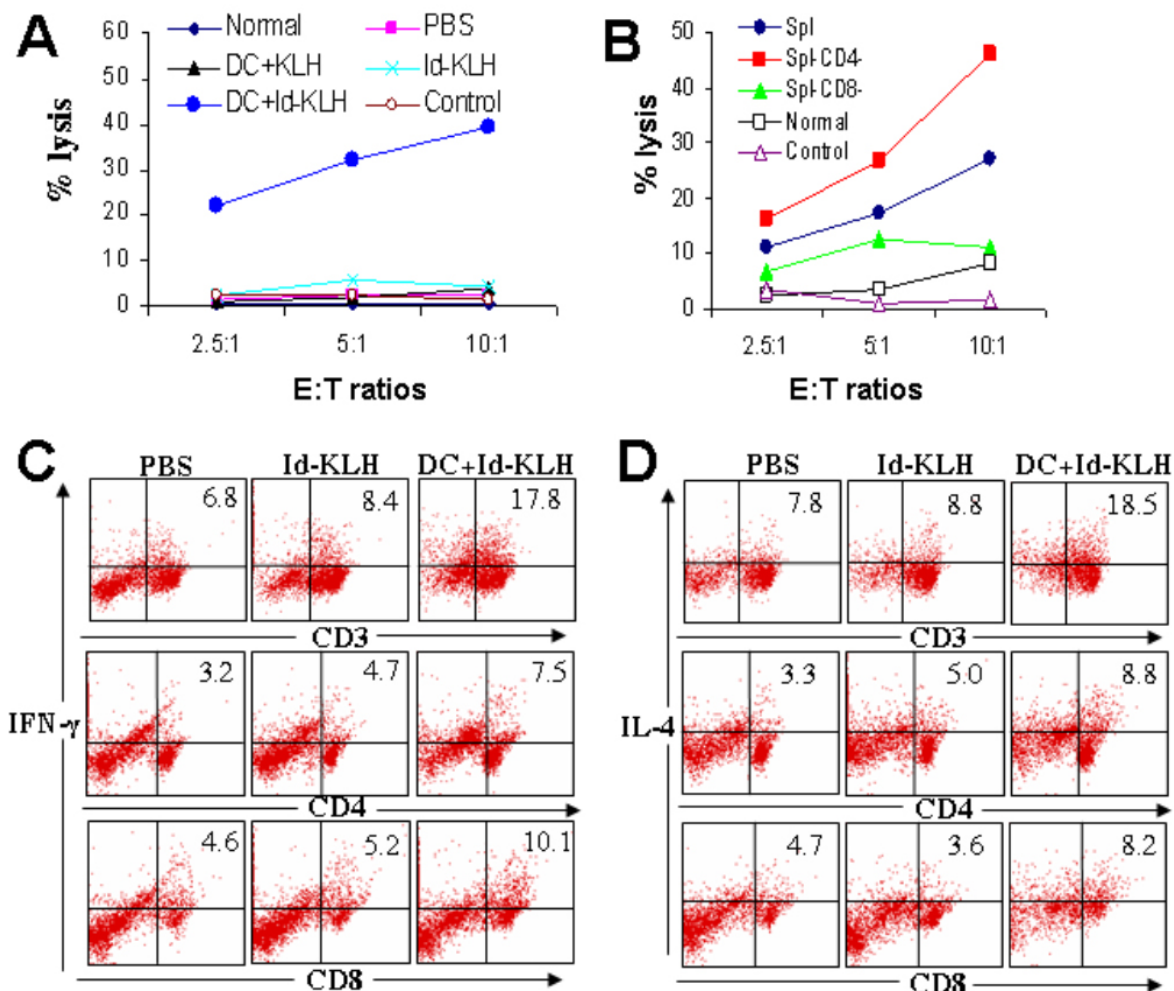 A
60
50
40
30
20
10
0
% lysis
Normal
PBS
DC+KLH
Id-KLH
DC+Id-KLH
Control
2.5:1 5:1 10:1
E:T ratios
B
50
40
30
20
10
0
% lysis
Spl
Spl-CD4-
Spl-CD8-
Normal
Control
2.5:1 5:1 10:1
E:T ratios
C
PBS Id-KLH DC+Id-KLH
6.8 8.4 17.8
CD3
3.2 4.7 7.5
IFN-γ
CD4
4.6 5.2 10.1
CD8
D
PBS Id-KLH DC+Id-KLH
7.8 8.8 18.5
CD3
3.3 5.0 8.8
IL-4
CD4
4.7 3.6 8.2
CD8